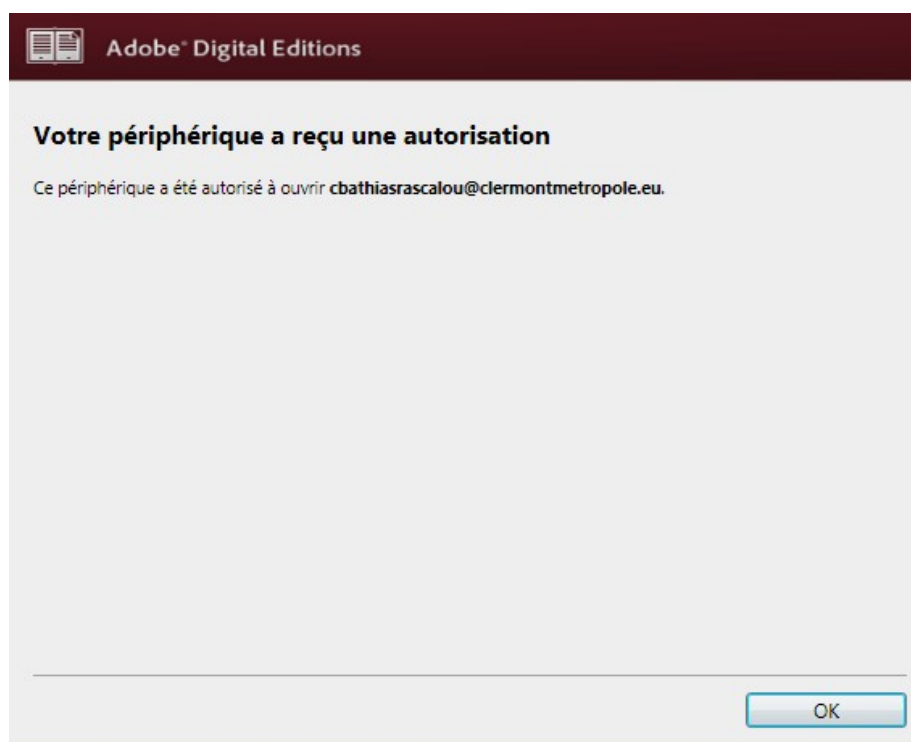 Adobe® Digital Editions
Votre périphérique a reçu une autorisation
Ce périphérique a été autorisé à ouvrir cbathiasrascalou@clermontmetropole.eu.
OK